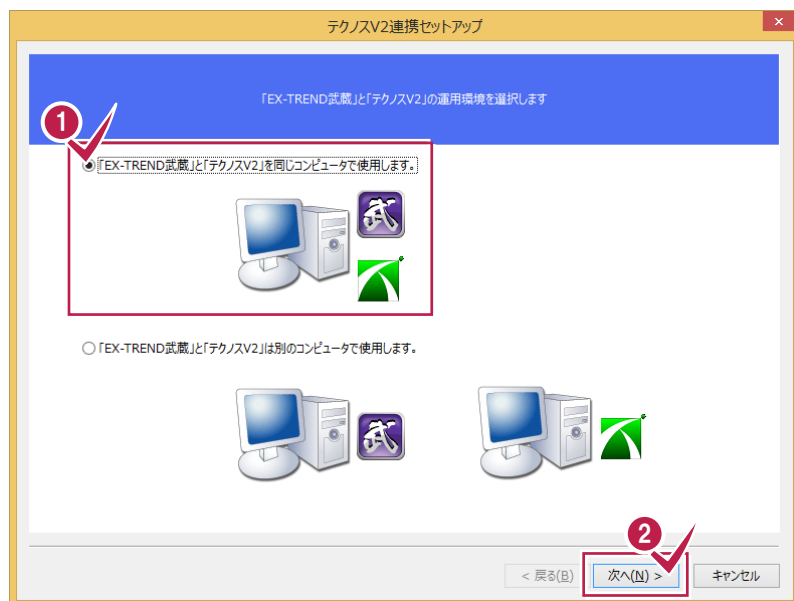 テクノスV2連携セットアップ
「EX-TREND武蔵」と「テクノスV2」の運用環境を選択します
1
「EX-TREND武蔵」と「テクノスV2」を同じコンピュータで使用します。
武
「EX-TREND武蔵」と「テクノスV2」は別のコンピュータで使用します。
武
2
< 戻る(B)
次へ(N) >
キャンセル